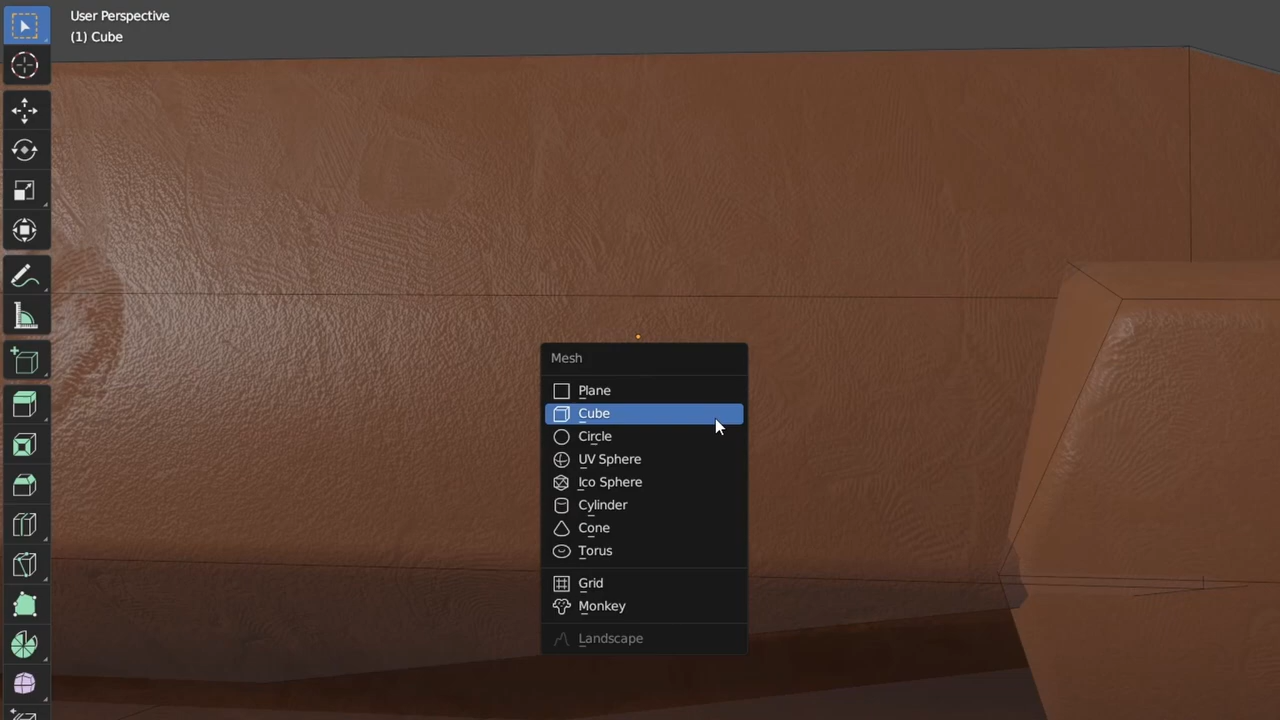 User Perspective
(1) Cube
Mesh
Plane
Cube
Circle
UV Sphere
Ico Sphere
Cylinder
Cone
Torus
Grid
Monkey
Landscape